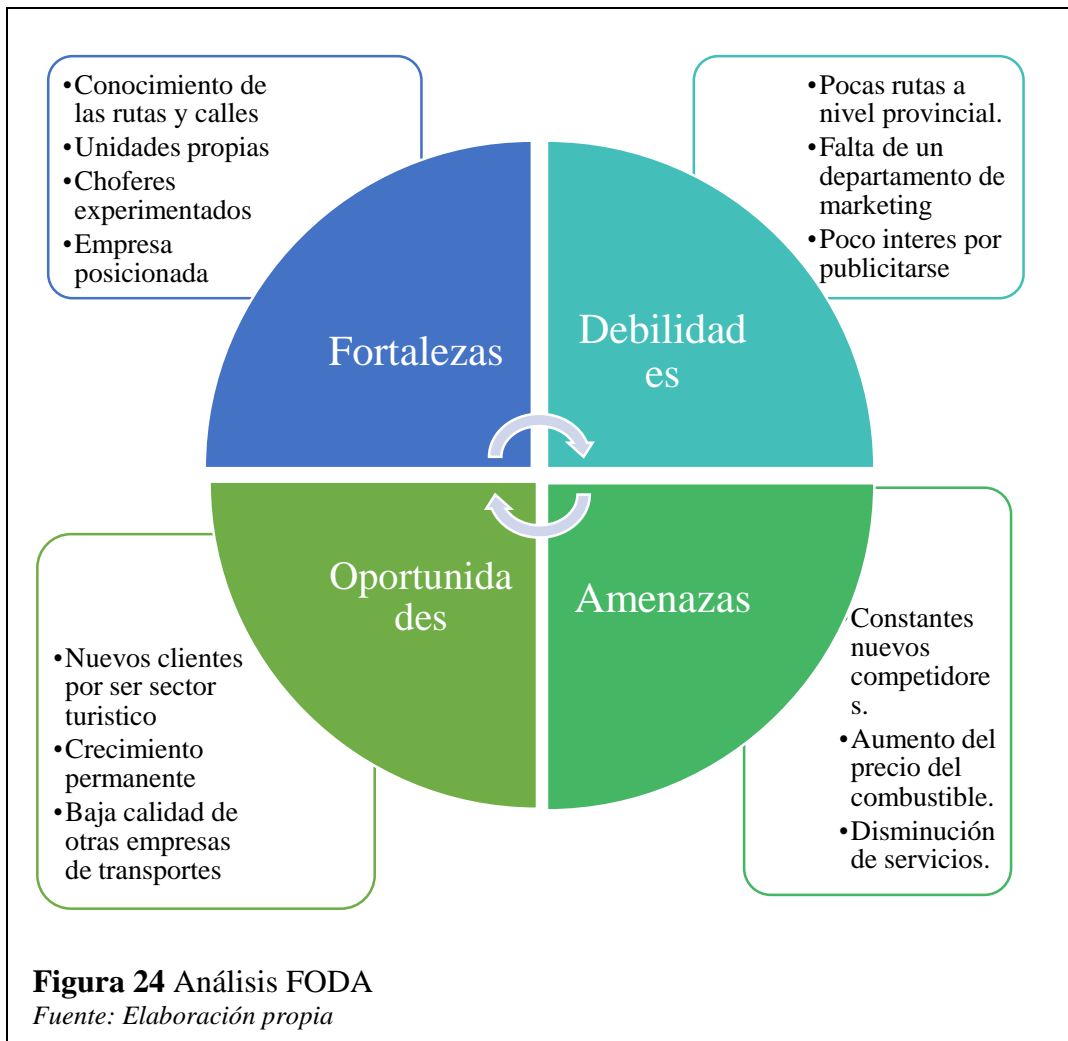 •Conocimiento de
las rutas y calles
•Unidades propias
•Choferes
experimentados
•Empresa
posicionada
•Pocas rutas a
nivel provincial.
•Falta de un
departamento de
marketing
•Poco interes por
publicitarse
Fortalezas
Debilidad
es
Oportunida
des
Amenazas
•Nuevos clientes
por ser sector
turistico
•Crecimiento
permanente
•Baja calidad de
otras empresas
de transportes
•Constantes
nuevos
competidore
s.
•Aumento del
precio del
combustible.
•Disminución
de servicios.
Figura 24 Análisis FODA
Fuente: Elaboración propia